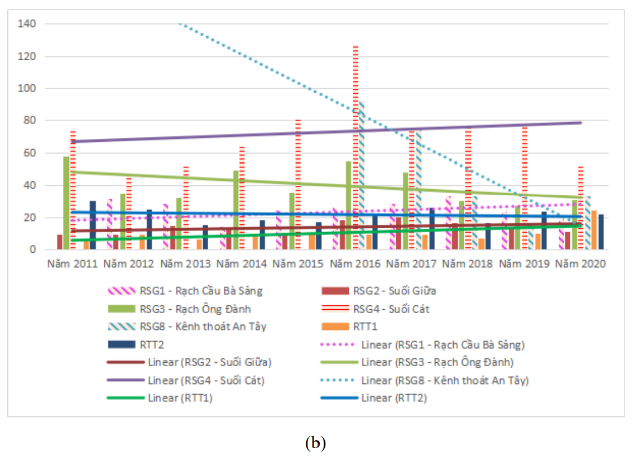 140
120
100
80
60
40
20
0
Năm 2011 Năm 2012 Năm 2013 Năm 2014 Năm 2015 Năm 2016 Năm 2017 Năm 2018 Năm 2019 Năm 2020
RSG1 - Rạch Cầu Bà Sảng RSG2 - Suối Giữa
RSG3 - Rạch Ông Đành RSG4 - Suối Cát
RSG8 - Kênh thoát An Tây RTT1
RTT2 Linear (RSG1 - Rạch Cầu Bà Sảng)
Linear (RSG2 - Suối Giữa) Linear (RSG3 - Rạch Ông Đành)
Linear (RSG4 - Suối Cát) Linear (RSG8 - Kênh thoát An Tây)
Linear (RTT1) Linear (RTT2)
(b)